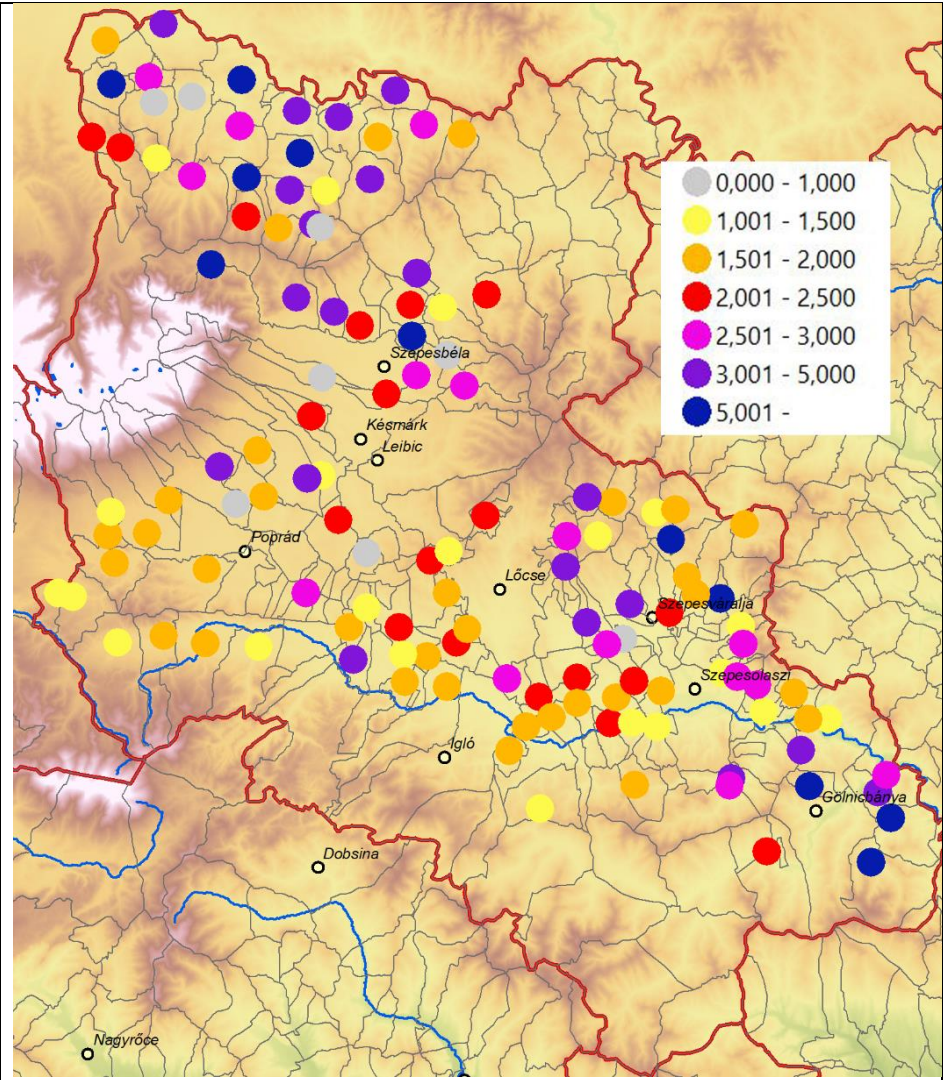 0,000 - 1,000
1,001 - 1,500
1,501 - 2,000
2,001 - 2,500
2,501 - 3,000
3,001 - 5,000
5,001 -
Szepesbéla
Késmárk
Leibic
Poprád
Lőcse
Szepesváralja
Szepesolaszi
Igló
Gölnicbánya
Dobsina
Nagyrőce